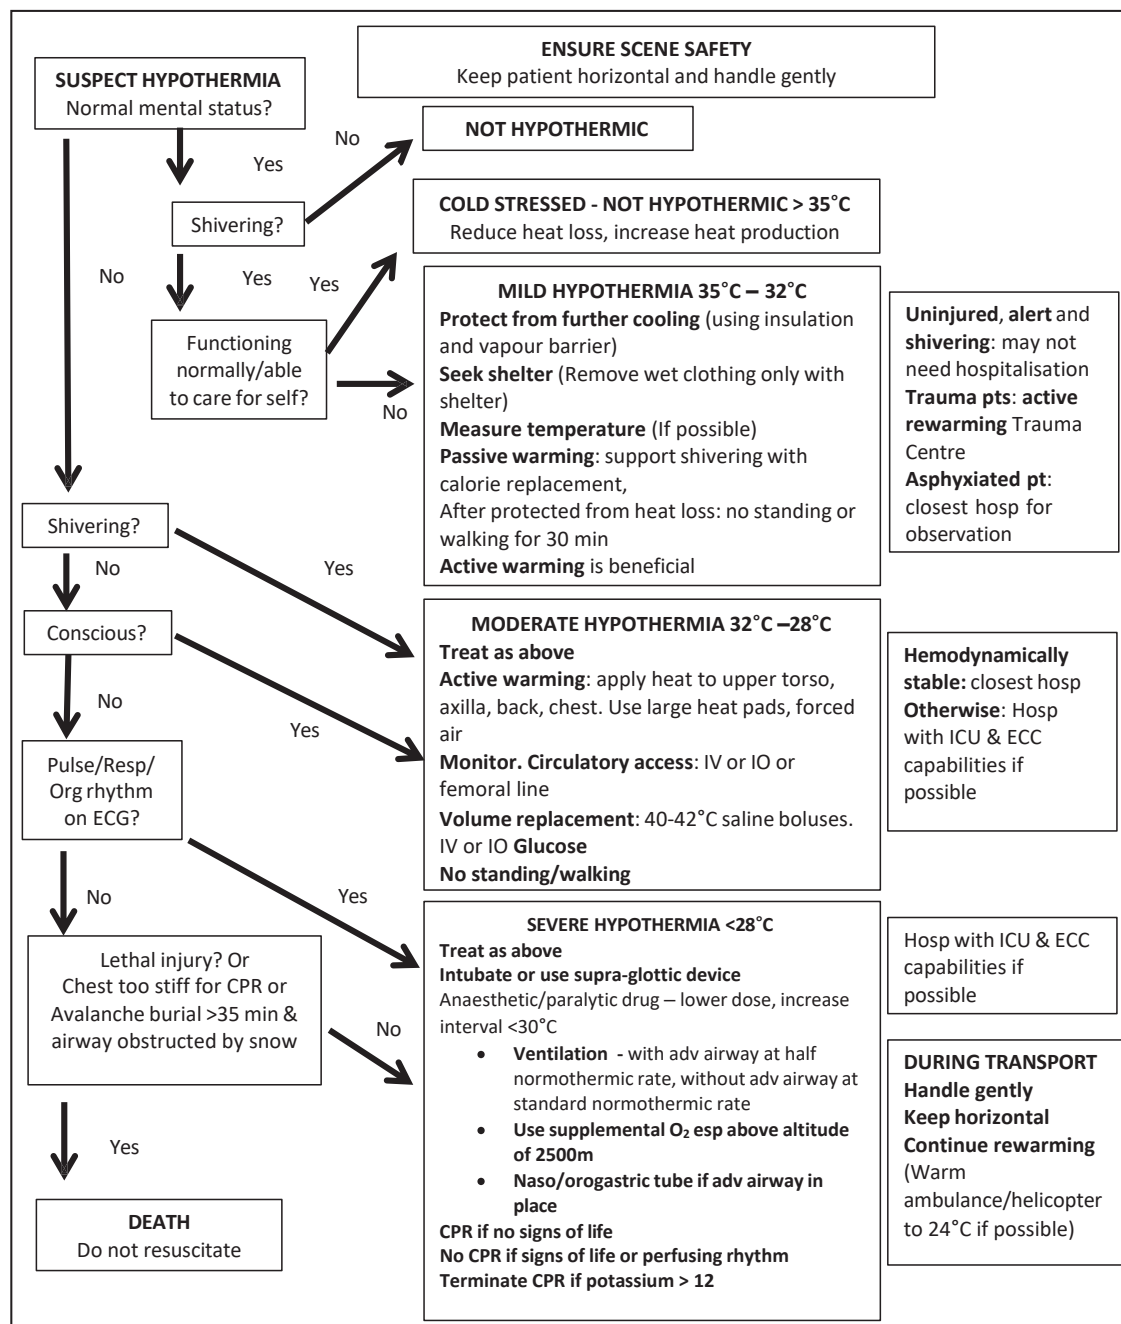 ENSURE SCENE SAFETY
Keep patient horizontal and handle gently
SUSPECT HYPOTHERMIA
Normal mental status?
No
Yes
NOT HYPOTHERMIC
Shivering?
COLD STRESSED - NOT HYPOTHERMIC > 35°C
Reduce heat loss, increase heat production
No
Yes
Yes
Functioning
normally/able
to care for self?
No
MILD HYPOTHERMIA 35°C – 32°C
Protect from further cooling (using insulation
and vapour barrier)
Seek shelter (Remove wet clothing only with
shelter)
Measure temperature (If possible)
Passive warming: support shivering with
calorie replacement,
After protected from heat loss: no standing or
walking for 30 min
Active warming is beneficial
Uninjured, alert and
shivering: may not
need hospitalisation
Trauma pts: active
rewarming Trauma
Centre
Asphyxiated pt:
closest hosp for
observation
Shivering?
No
Yes
Conscious?
No
Yes
MODERATE HYPOTHERMIA 32°C –28°C
Treat as above
Active warming: apply heat to upper torso,
axilla, back, chest. Use large heat pads, forced
air
Monitor. Circulatory access: IV or IO or
femoral line
Volume replacement: 40-42°C saline boluses.
IV or IO Glucose
No standing/walking
Hemodynamically
stable: closest hosp
Otherwise: Hosp
with ICU & ECC
capabilities if
possible
Pulse/Resp/
Org rhythm
on ECG?
No
Yes
Lethal injury? Or
Chest too stiff for CPR or
Avalanche burial >35 min &
airway obstructed by snow
No
Yes
DEATH
Do not resuscitate
SEVERE HYPOTHERMIA <28°C
Treat as above
Intubate or use supra-glottic device
Anaesthetic/paralytic drug – lower dose, increase
interval <30°C
• Ventilation - with adv airway at half
normothermic rate, without adv airway at
standard normothermic rate
• Use supplemental O₂ esp above altitude
of 2500m
• Naso/orogastric tube if adv airway in
place
CPR if no signs of life
No CPR if signs of life or perfusing rhythm
Terminate CPR if potassium > 12
Hosp with ICU & ECC
capabilities if
possible
DURING TRANSPORT
Handle gently
Keep horizontal
Continue rewarming
(Warm
ambulance/helicopter
to 24°C if possible)